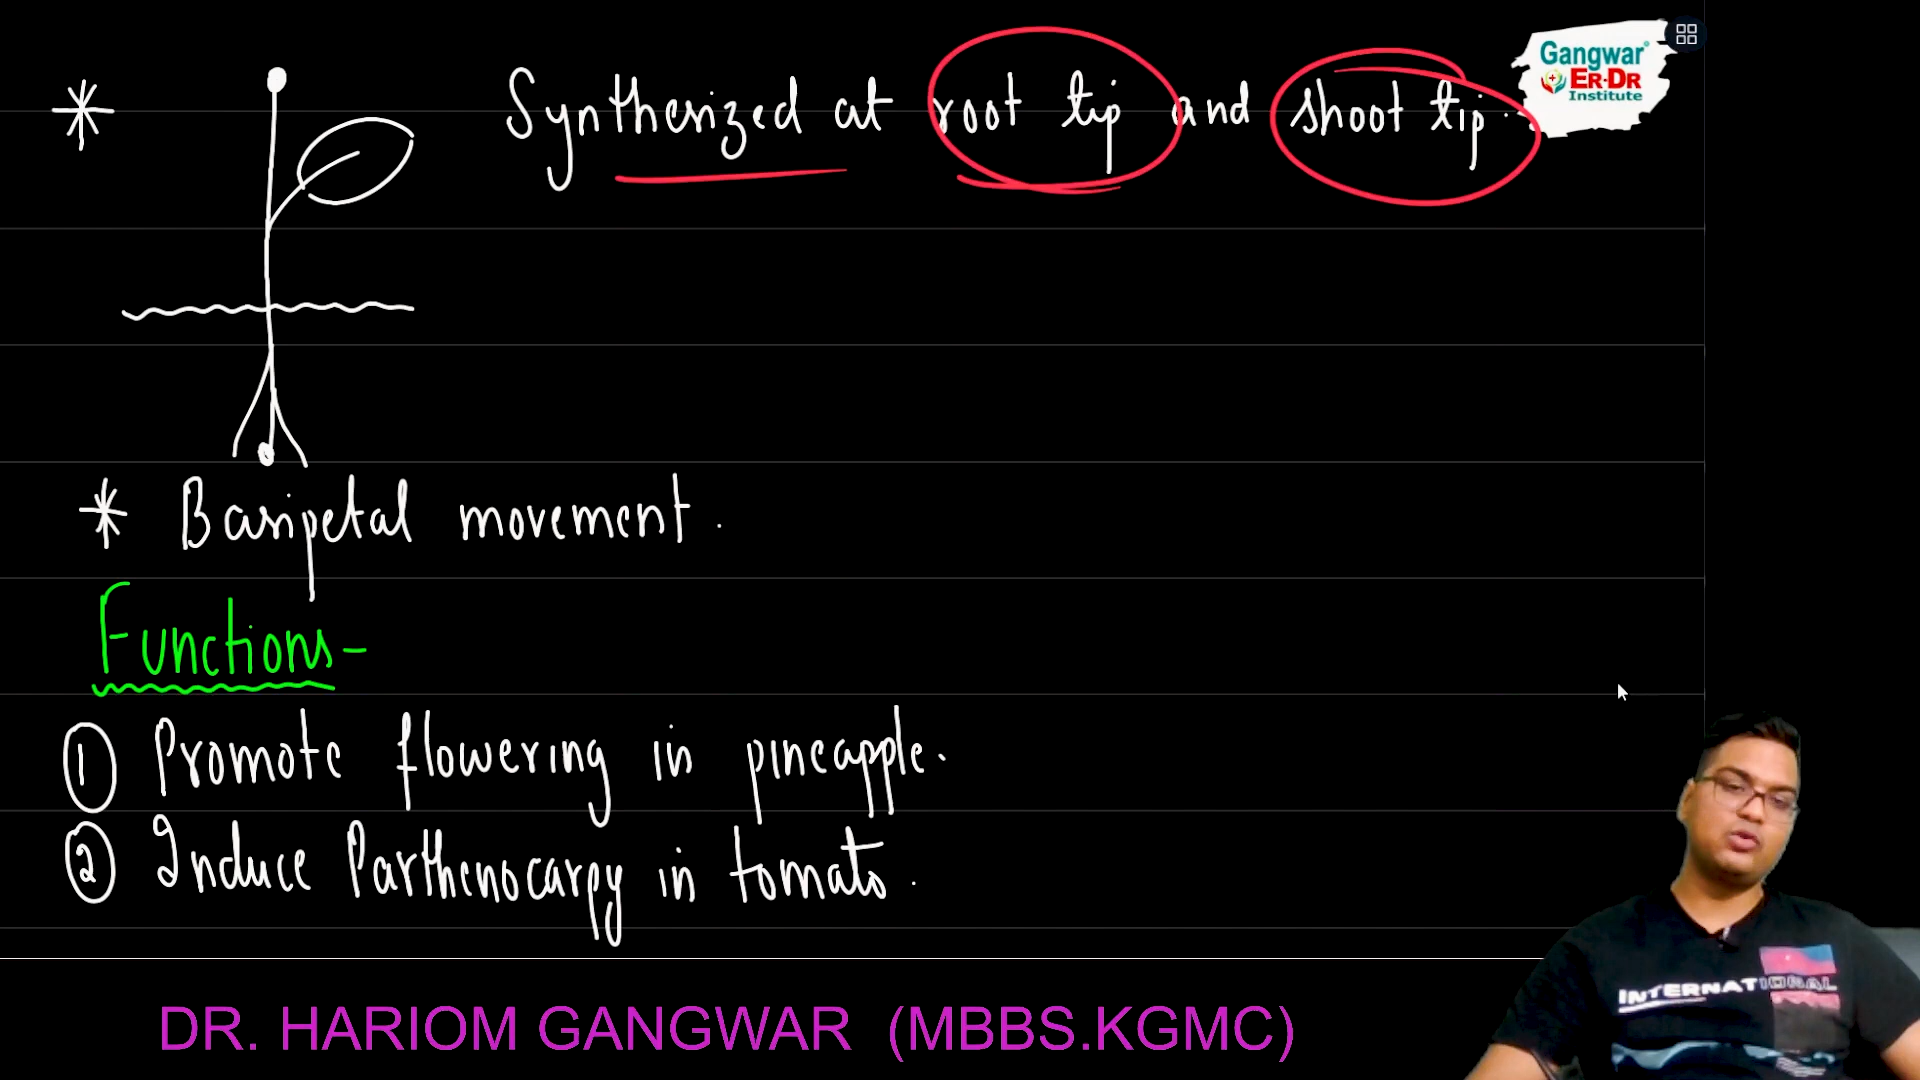 * Synthesized at root tip and shoot tip.
Gangwar
ER-DR
Institute
* Basipetal movement.
Functions-
① Promote flowering in pineapple.
② Induce Parthenocarpy in tomato.
INTERNATIONAL
DR. HARIOM GANGWAR (MBBS.KGMC)